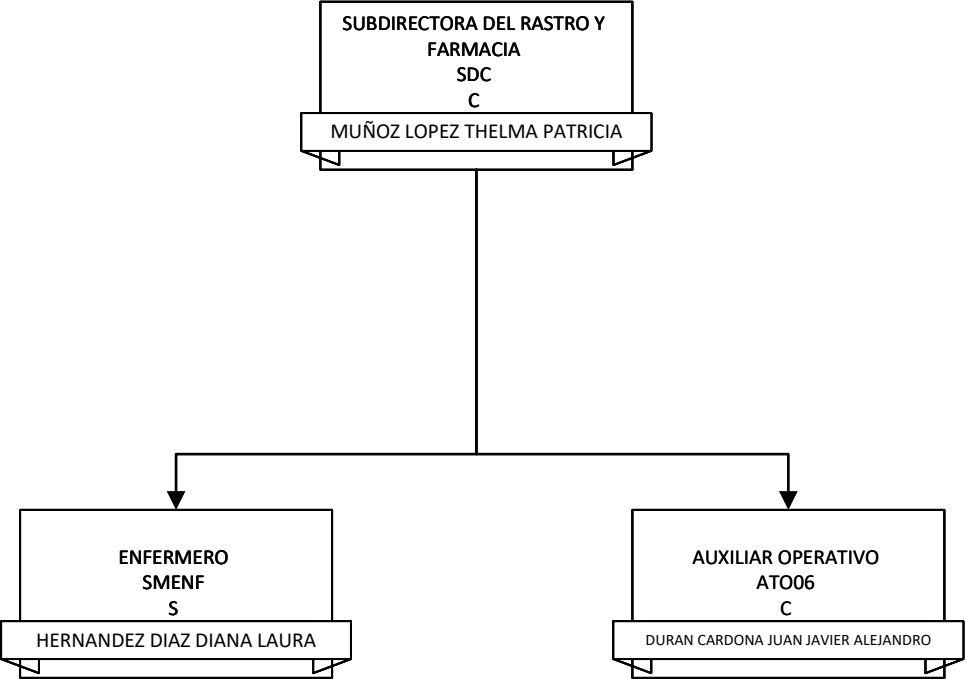 SUBDIRECTORA DEL RASTRO Y
FARMACIA
SDC
C
MUÑOZ LOPEZ THELMA PATRICIA
ENFERMERO
SMENF
S
HERNANDEZ DIAZ DIANA LAURA
AUXILIAR OPERATIVO
ATO06
C
DURAN CARDONA JUAN JAVIER ALEJANDRO